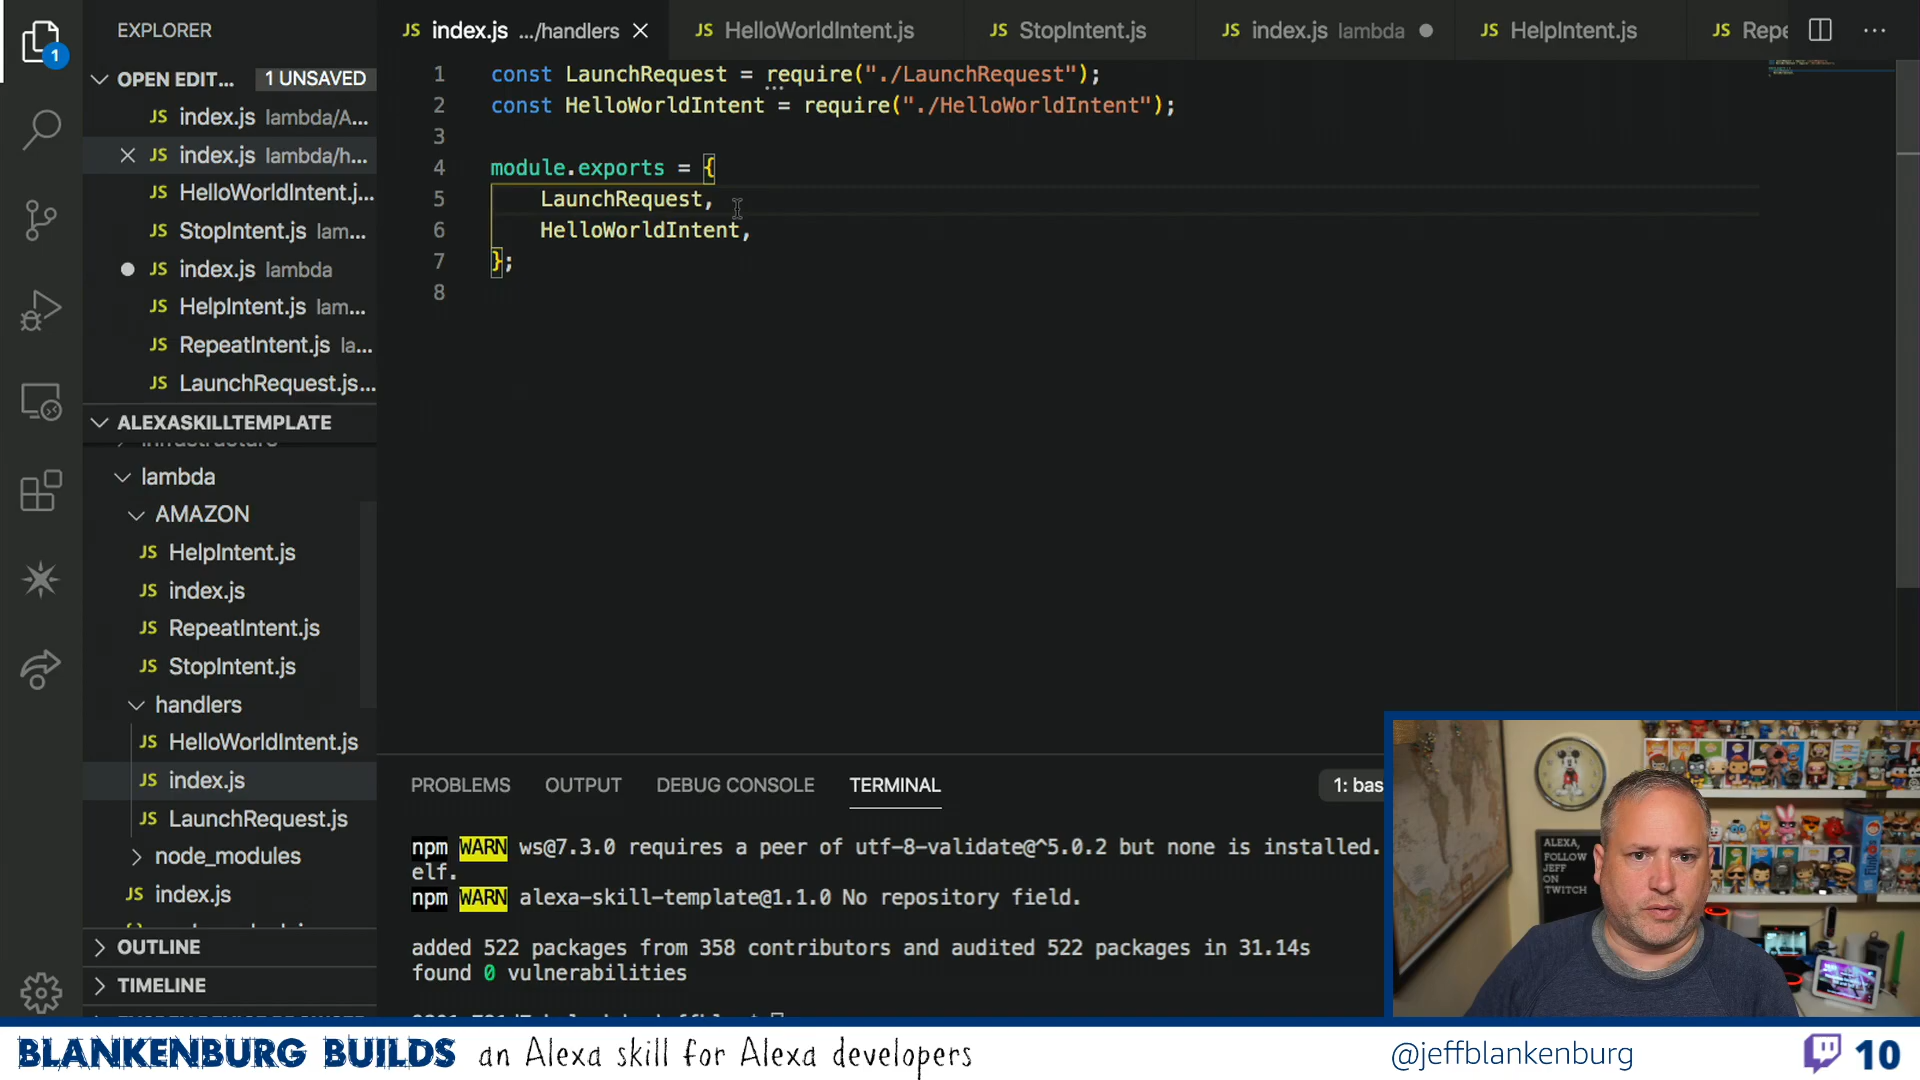 EXPLORER
OPEN EDIT... 1 UNSAVED
JS index.js lambda/A...
JS index.js lambda/h...
JS HelloWorldIntent.j...
JS StopIntent.js lam...
JS index.js lambda
JS HelpIntent.js lam...
JS RepeatIntent.js la...
JS LaunchRequest.js...
ALEXASKILLTEMPLATE
infrastructure
lambda
AMAZON
JS HelpIntent.js
JS index.js
JS RepeatIntent.js
JS StopIntent.js
handlers
JS HelloWorldIntent.js
JS index.js
JS LaunchRequest.js
node_modules
JS index.js
OUTLINE
TIMELINE
1
JS index.js .../handlers
JS HelloWorldIntent.js
JS StopIntent.js
JS index.js lambda
JS HelpIntent.js
JS Repe
1 const LaunchRequest = require("./LaunchRequest");
2 const HelloWorldIntent = require("./HelloWorldIntent");
3
4 module.exports = {
5 LaunchRequest,
6 HelloWorldIntent,
7 };
8
PROBLEMS OUTPUT DEBUG CONSOLE TERMINAL 1: bas
npm WARN ws@7.3.0 requires a peer of utf-8-validate@^5.0.2 but none is installed.
elf.
npm WARN alexa-skill-template@1.1.0 No repository field.
added 522 packages from 358 contributors and audited 522 packages in 31.14s
found 0 vulnerabilities
ALEXA,
FOLLOW
JEFF
ON
TWITCH
BLANKENBURG BUILDS an Alexa skill for Alexa developers
@jeffblankenburg
10